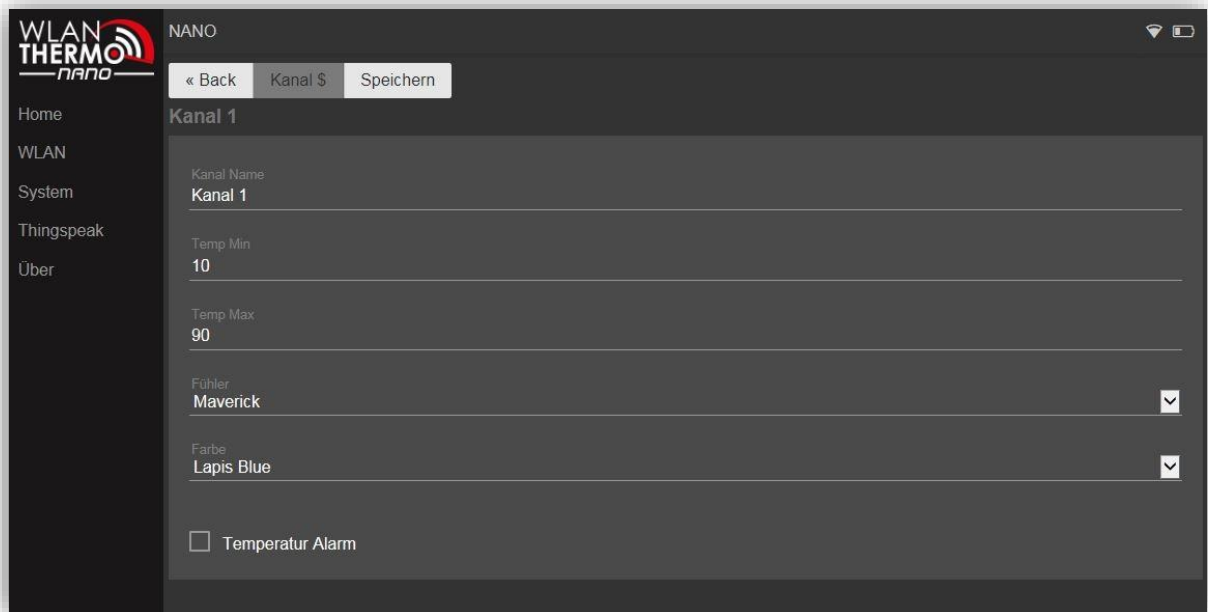 WLAN
THERMO
nano
NANO
« Back Kanal $ Speichern
Home
WLAN
System
Thingspeak
Über
Kanal 1
Kanal Name
Kanal 1
Temp Min
10
Temp Max
90
Fühler
Maverick
Farbe
Lapis Blue
Temperatur Alarm